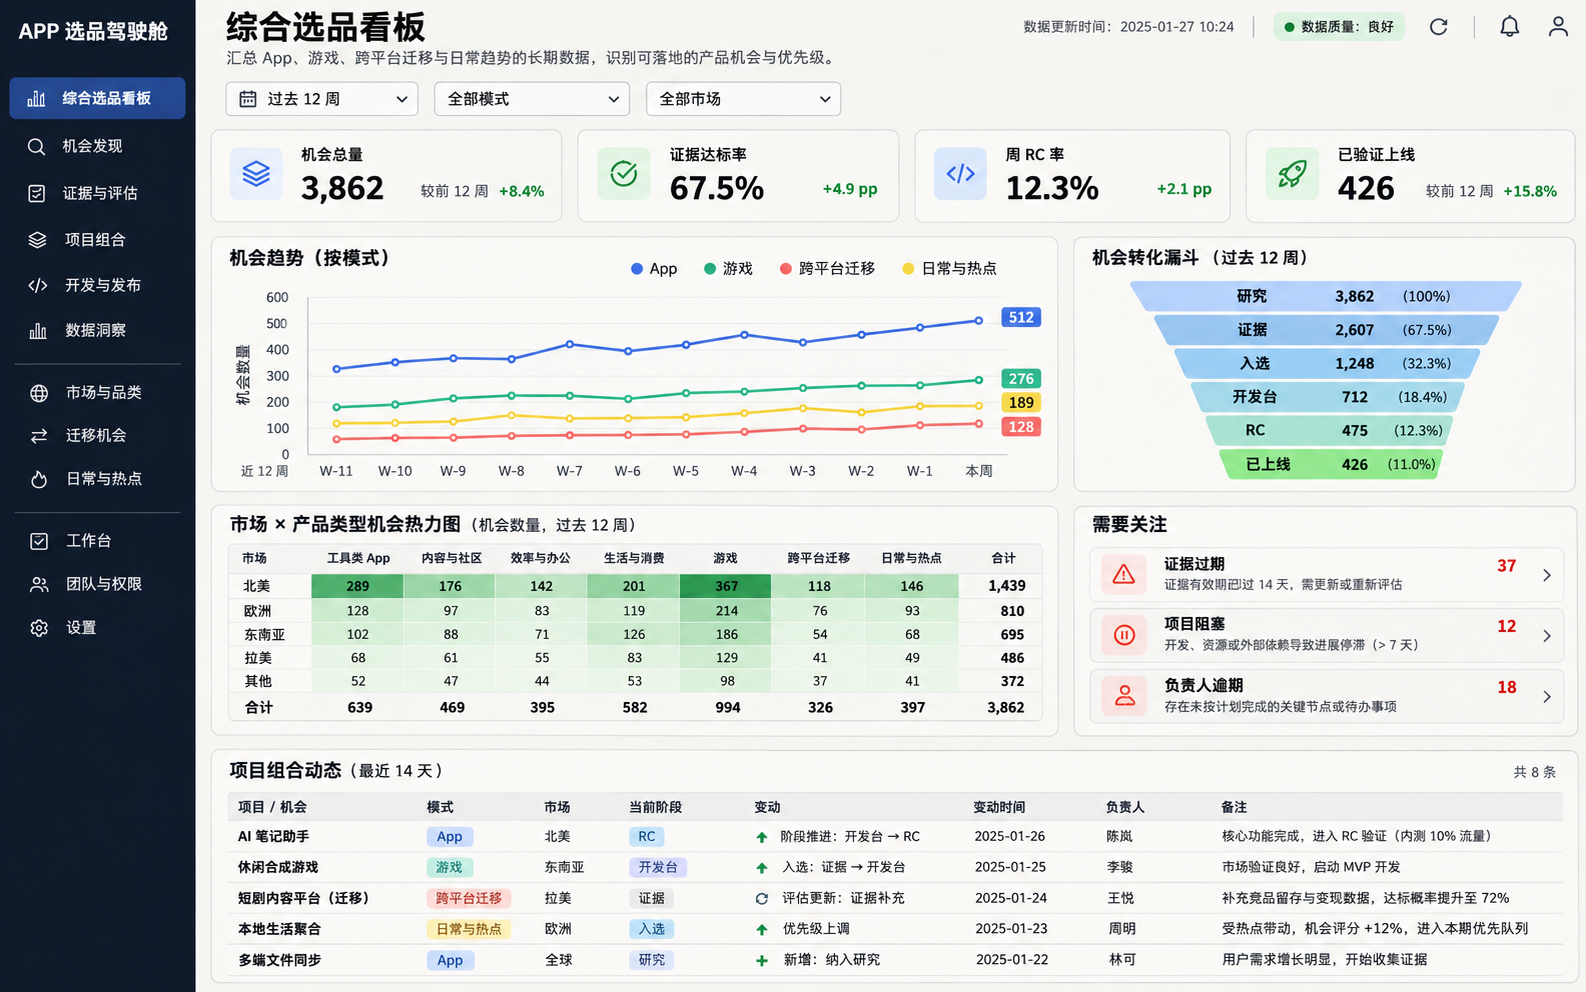 APP 选品驾驶舱
综合选品看板
机会发现
证据与评估
项目组合
开发与发布
数据洞察
市场与品类
迁移机会
日常与热点
工作台
团队与权限
设置
综合选品看板
数据更新时间：2025-01-27 10:24
数据质量：良好
汇总 App、游戏、跨平台迁移与日常趋势的长期数据，识别可落地的产品机会与优先级。
过去 12 周
全部模式
全部市场
机会总量
3,862 较前 12 周 +8.4%
证据达标率
67.5% +4.9 pp
周 RC 率
12.3% +2.1 pp
已验证上线
426 较前 12 周 +15.8%
机会趋势（按模式）
App 游戏 跨平台迁移 日常与热点
机会数量
600
500
400
300
200
100
0
512
276
189
128
近 12 周 W-11 W-10 W-9 W-8 W-7 W-6 W-5 W-4 W-3 W-2 W-1 本周
机会转化漏斗（过去 12 周）
研究 3,862 (100%)
证据 2,607 (67.5%)
入选 1,248 (32.3%)
开发台 712 (18.4%)
RC 475 (12.3%)
已上线 426 (11.0%)
市场 × 产品类型机会热力图（机会数量，过去 12 周）
市场 工具类 App 内容与社区 效率与办公 生活与消费 游戏 跨平台迁移 日常与热点 合计
北美 289 176 142 201 367 118 146 1,439
欧洲 128 97 83 119 214 76 93 810
东南亚 102 88 71 126 186 54 68 695
拉美 68 61 55 83 129 41 49 486
其他 52 47 44 53 98 37 41 372
合计 639 469 395 582 994 326 397 3,862
需要关注
证据过期 37
证据有效期已过 14 天，需更新或重新评估
项目阻塞 12
开发、资源或外部依赖导致进展停滞（> 7 天）
负责人逾期 18
存在未按计划完成的关键节点或待办事项
项目组合动态（最近 14 天）
共 8 条
项目 / 机会 模式 市场 当前阶段 变动 变动时间 负责人 备注
AI 笔记助手 App 北美 RC 阶段推进：开发台 → RC 2025-01-26 陈岚 核心功能完成，进入 RC 验证（内测 10% 流量）
休闲合成游戏 游戏 东南亚 开发台 入选：证据 → 开发台 2025-01-25 李骏 市场验证良好，启动 MVP 开发
短剧内容平台（迁移） 跨平台迁移 拉美 证据 评估更新：证据补充 2025-01-24 王悦 补充竞品留存与变现数据，达标概率提升至 72%
本地生活聚合 日常与热点 欧洲 入选 优先级上调 2025-01-23 周明 受热点带动，机会评分 +12%，进入本期优先队列
多端文件同步 App 全球 研究 新增：纳入研究 2025-01-22 林可 用户需求增长明显，开始收集证据